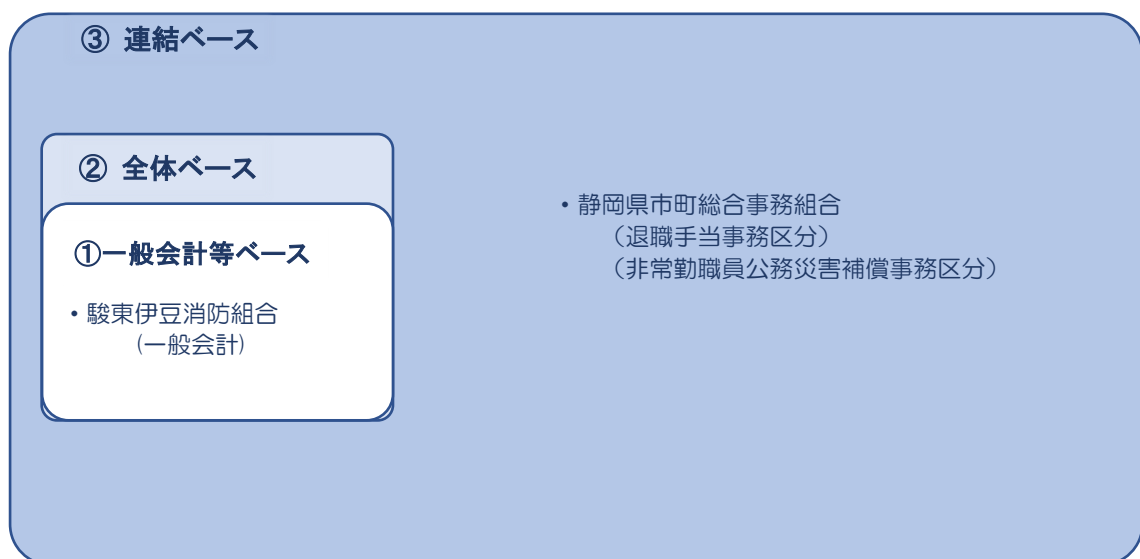 ③ 連結ベース
② 全体ベース
①一般会計等ベース
・駿東伊豆消防組合
(一般会計)
・静岡県市町総合事務組合
（退職手当事務区分）
（非常勤職員公務災害補償事務区分）